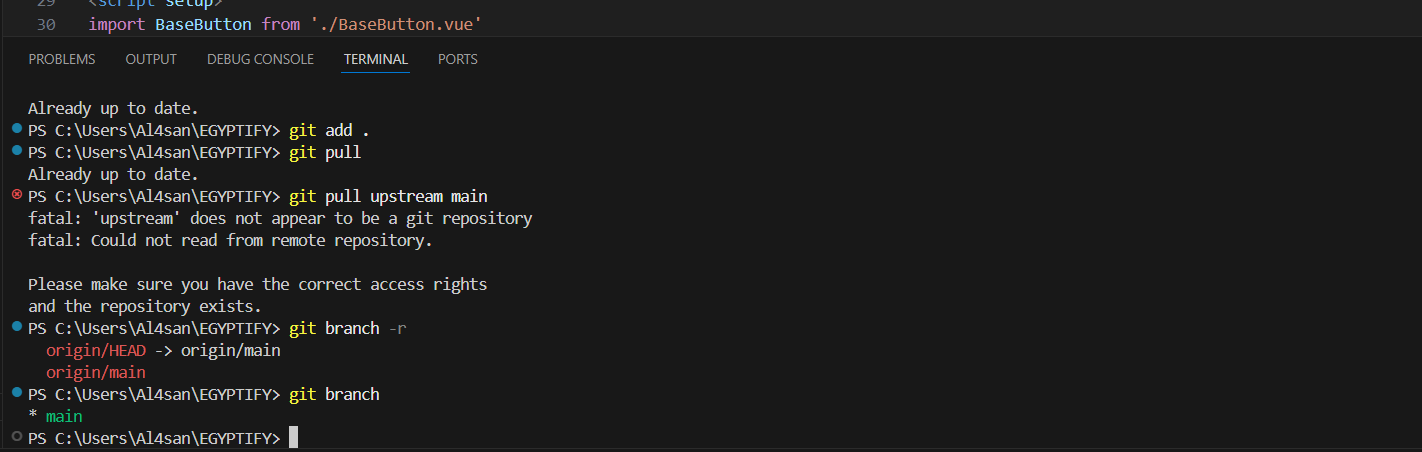 29 <script setup>
30 import BaseButton from './BaseButton.vue'
PROBLEMS OUTPUT DEBUG CONSOLE TERMINAL PORTS
Already up to date.
PS C:\Users\Al4san\EGYPTIFY> git add .
PS C:\Users\Al4san\EGYPTIFY> git pull
Already up to date.
PS C:\Users\Al4san\EGYPTIFY> git pull upstream main
fatal: 'upstream' does not appear to be a git repository
fatal: Could not read from remote repository.
Please make sure you have the correct access rights
and the repository exists.
PS C:\Users\Al4san\EGYPTIFY> git branch -r
origin/HEAD -> origin/main
origin/main
PS C:\Users\Al4san\EGYPTIFY> git branch
* main
PS C:\Users\Al4san\EGYPTIFY>